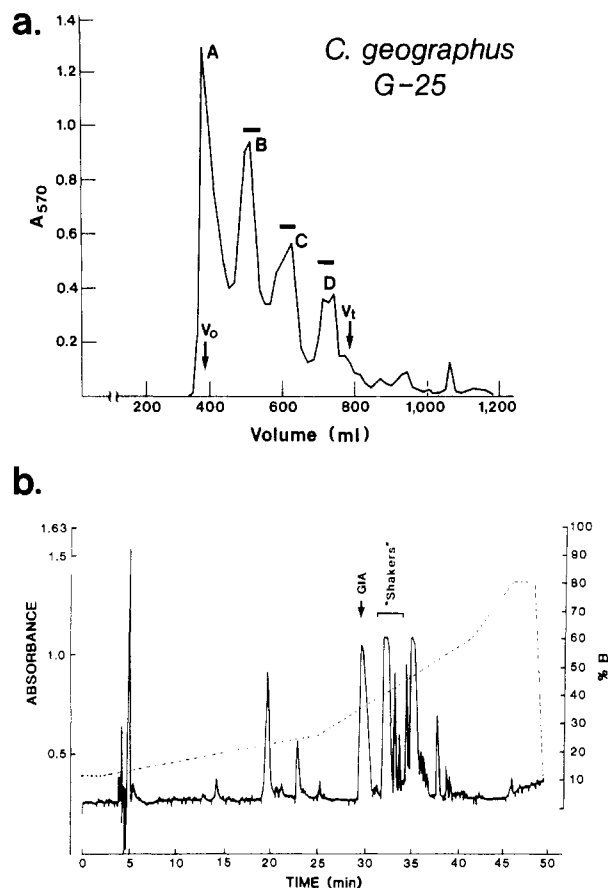 a.
C. geographus
G-25
A
B
C
D
Vo
Vt
A570
1.4
1.2
1.0
0.8
0.6
0.4
0.2
200 400 600 800 1,000 1,200
Volume (ml)
b.
ABSORBANCE
1.63
1.5
1.0
0.5
GIA
"Shakers"
% B
100
90
80
70
60
50
40
30
20
10
0 5 10 15 20 25 30 35 40 45 50
TIME (min)